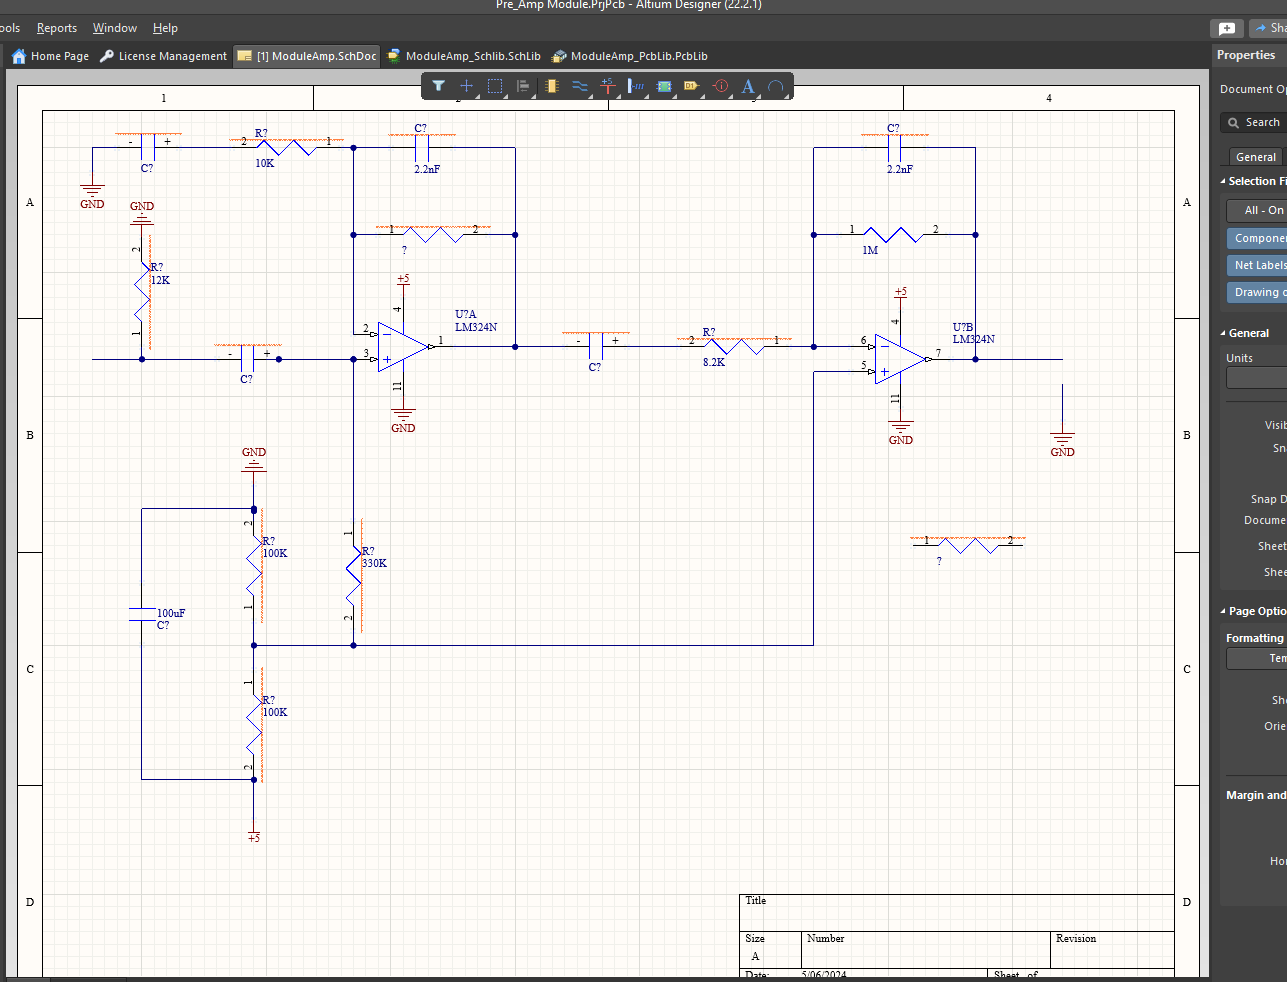 Pre_Amp Module.PrjPcb - Altium Designer (22.2.1)
ools Reports Window Help
Sha
Home Page License Management [1] ModuleAmp.SchDoc ModuleAmp_Schlib.SchLib ModuleAmp_PcbLib.PcbLib
Properties
Document Op
Search
General
Selection Fi
All - On
Componen
Net Labels
Drawing o
General
Units
Visib
Sna
Snap D
Docume
Sheet
Shee
Page Optio
Formatting
Tem
She
Orie
Margin and
Hor
1 4
A A
B B
C C
D D
- +
C?
GND
R?
2 1
10K
C?
2.2nF
1 2
?
GND
2
R?
12K
1
- +
C?
+5
4
2
3
1
11
U?A
LM324N
GND
- +
C?
R?
2 1
8.2K
C?
2.2nF
1 2
1M
+5
4
6
5
7
11
U?B
LM324N
GND
GND
GND
2
R?
100K
1
100uF
C?
1
R?
330K
2
1
R?
100K
2
+5
1 2
?
Title
Size Number Revision
A
Date: 5/06/2024 Sheet of